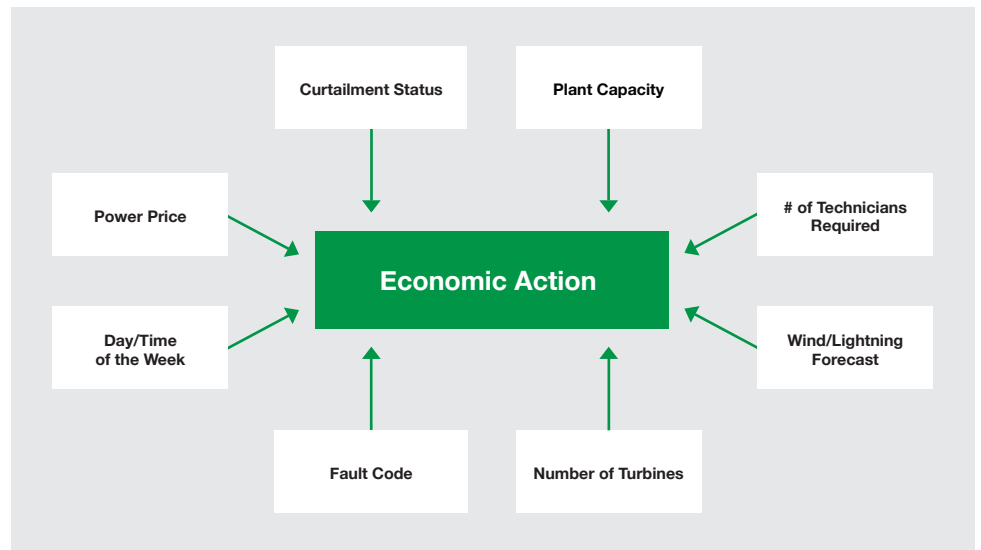 Curtailment Status
Plant Capacity
Power Price
# of Technicians
Required
Economic Action
Day/Time
of the Week
Wind/Lightning
Forecast
Fault Code
Number of Turbines